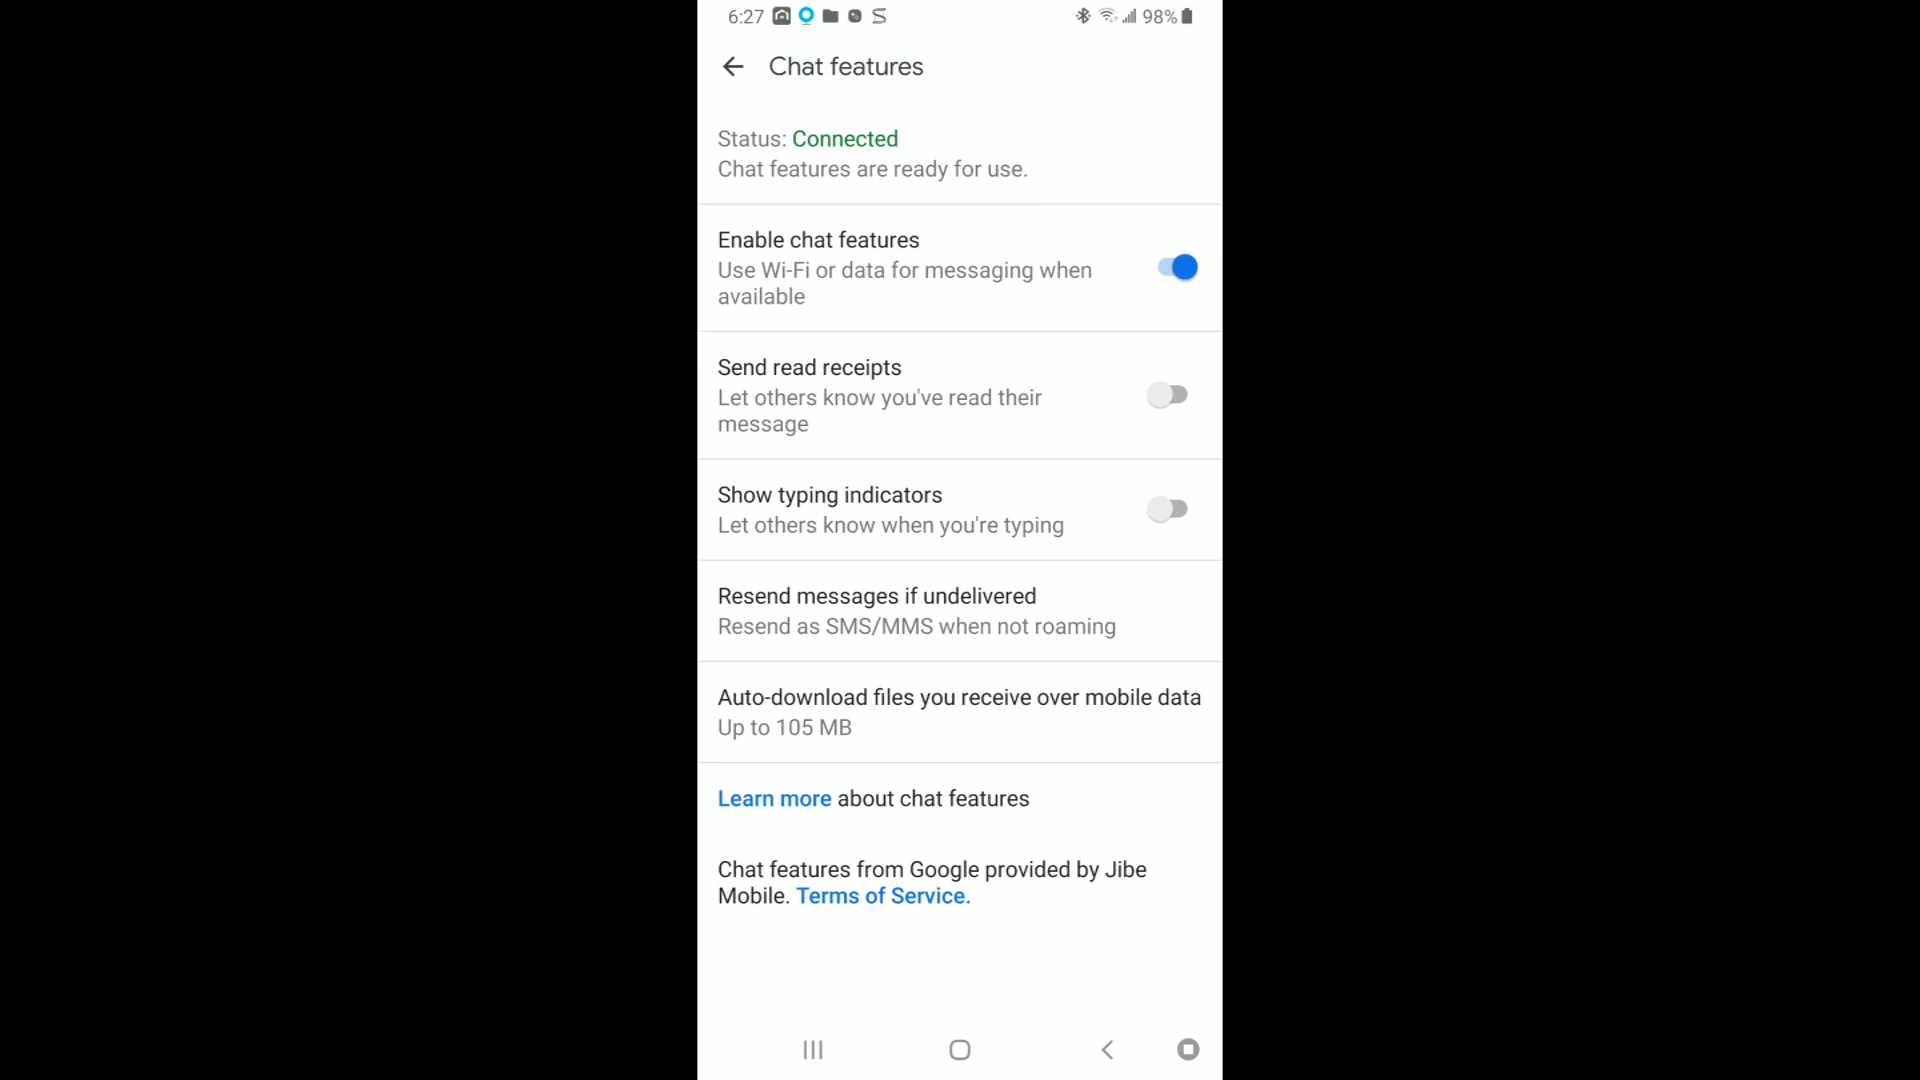 6:27 98%
Chat features
Status: Connected
Chat features are ready for use.
Enable chat features
Use Wi-Fi or data for messaging when
available
Send read receipts
Let others know you've read their
message
Show typing indicators
Let others know when you're typing
Resend messages if undelivered
Resend as SMS/MMS when not roaming
Auto-download files you receive over mobile data
Up to 105 MB
Learn more about chat features
Chat features from Google provided by Jibe
Mobile. Terms of Service.